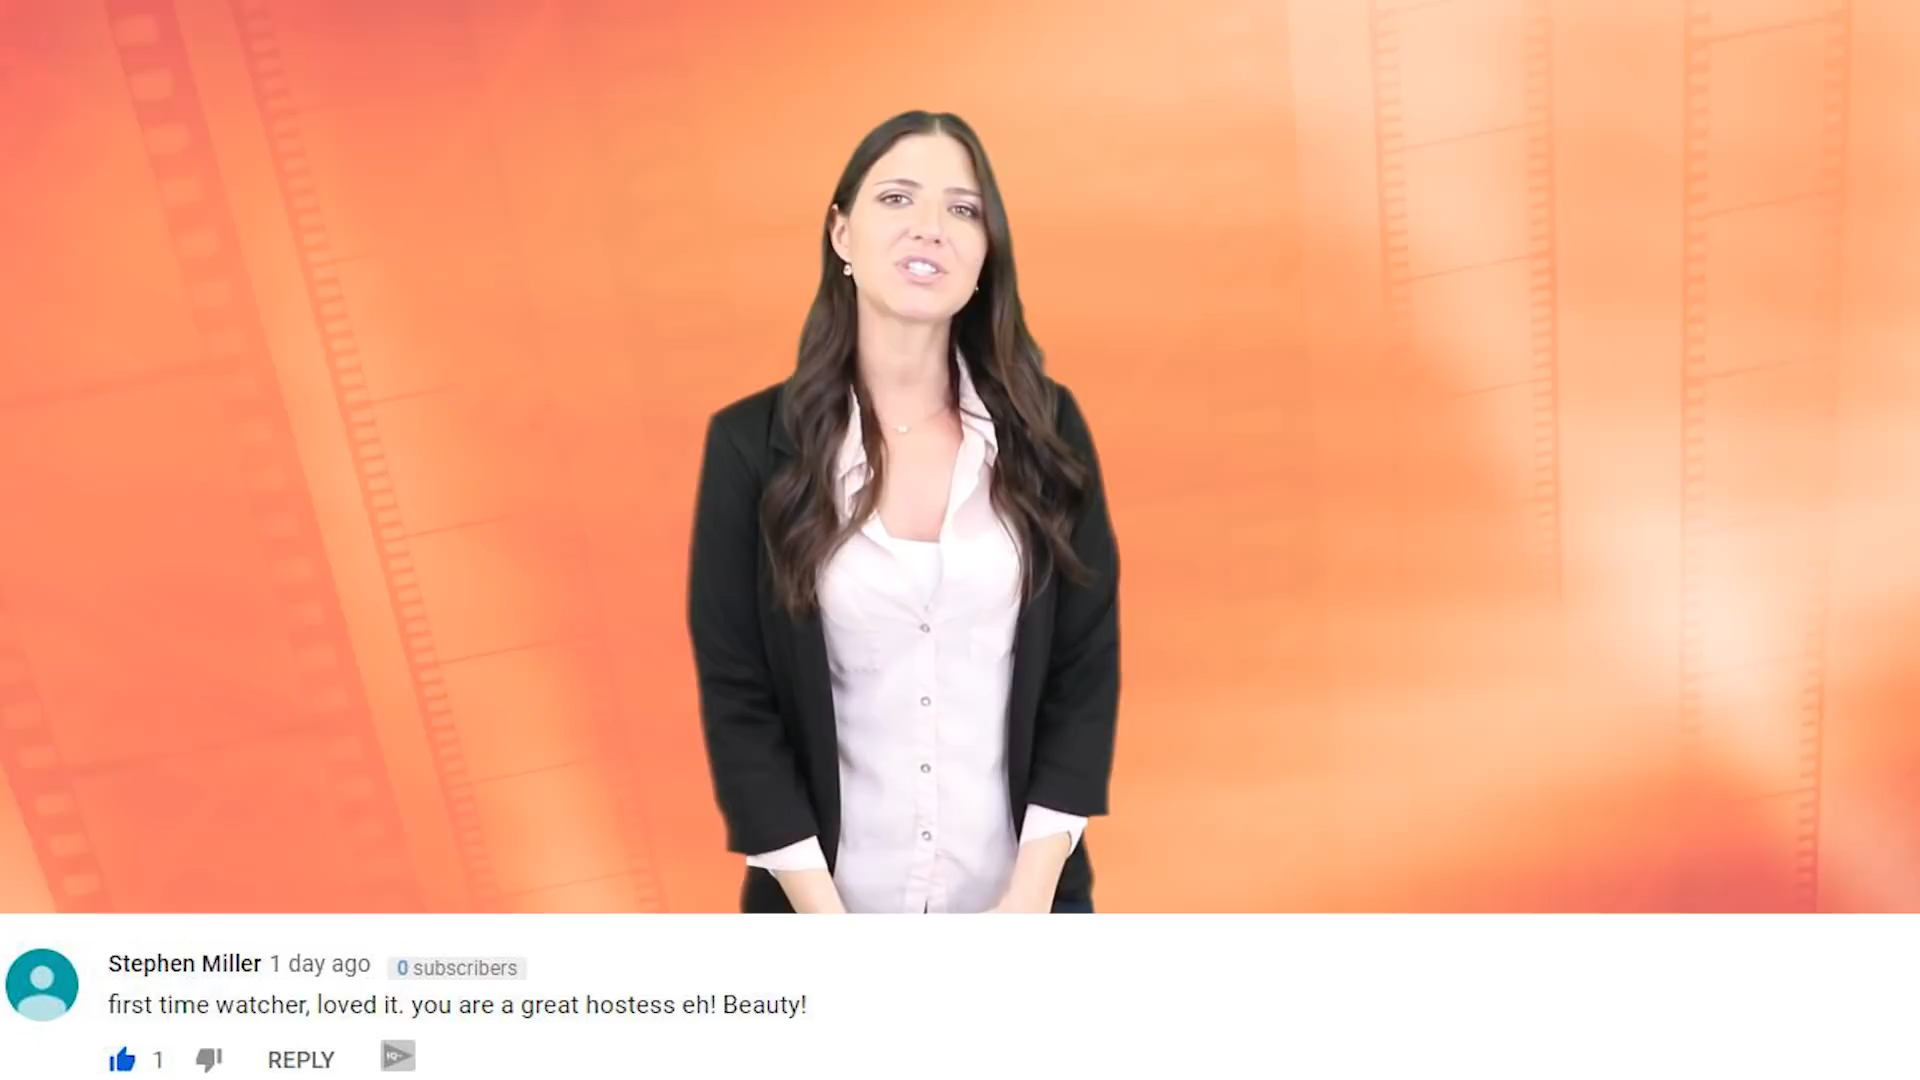 Stephen Miller 1 day ago 0 subscribers
first time watcher, loved it. you are a great hostess eh! Beauty!
1 REPLY